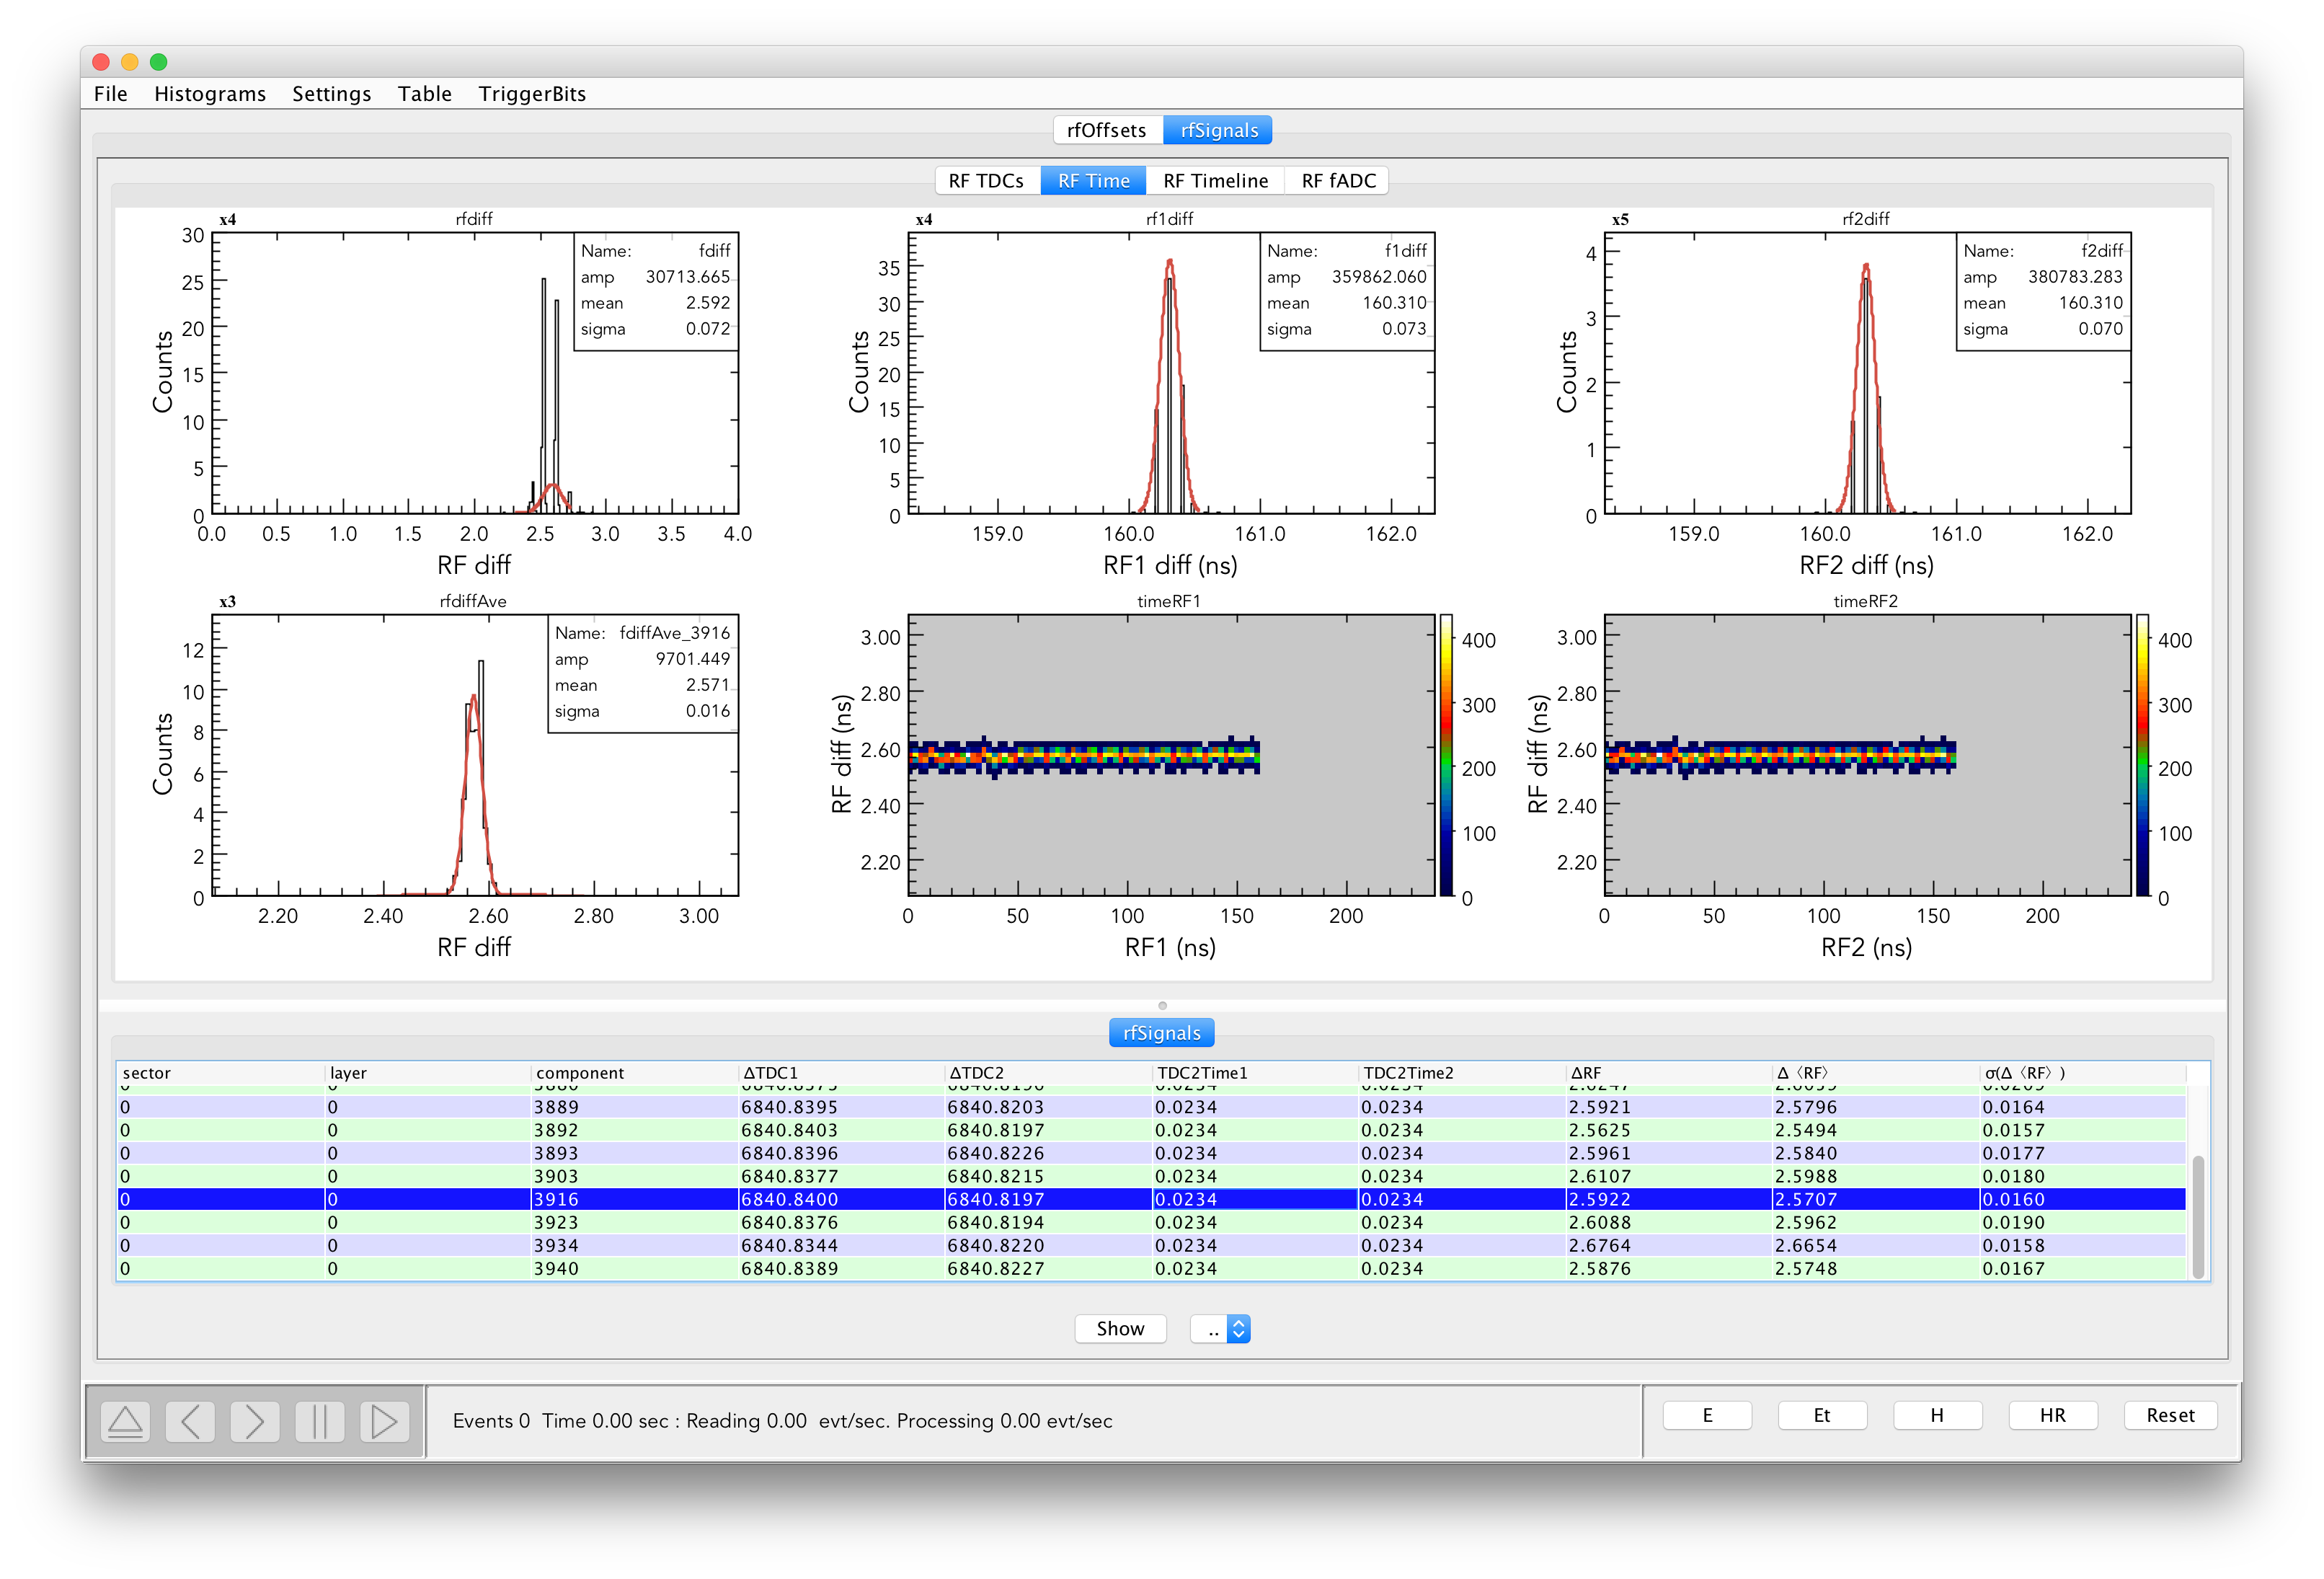 File Histograms Settings Table TriggerBits
rfOffsets rfSignals
RF TDCs RF Time RF Timeline RF fADC
x4 rfdiff
30
25
20
15
10
5
0
Counts
Name: fdiff
amp 30713.665
mean 2.592
sigma 0.072
0.0 0.5 1.0 1.5 2.0 2.5 3.0 3.5 4.0
RF diff
x4 rf1diff
35
30
25
20
15
10
5
0
Counts
Name: f1diff
amp 359862.060
mean 160.310
sigma 0.073
159.0 160.0 161.0 162.0
RF1 diff (ns)
x5 rf2diff
4
3
2
1
0
Counts
Name: f2diff
amp 380783.283
mean 160.310
sigma 0.070
159.0 160.0 161.0 162.0
RF2 diff (ns)
x3 rfdiffAve
12
10
8
6
4
2
0
Counts
Name: fdiffAve_3916
amp 9701.449
mean 2.571
sigma 0.016
2.20 2.40 2.60 2.80 3.00
RF diff
timeRF1
3.00
2.80
2.60
2.40
2.20
RF diff (ns)
400
300
200
100
0
0 50 100 150 200
RF1 (ns)
timeRF2
3.00
2.80
2.60
2.40
2.20
RF diff (ns)
400
300
200
100
0
0 50 100 150 200
RF2 (ns)
rfSignals
sector layer component ΔTDC1 ΔTDC2 TDC2Time1 TDC2Time2 ΔRF Δ〈RF〉 σ(Δ〈RF〉)
0 0 3889 6840.8395 6840.8203 0.0234 0.0234 2.5921 2.5796 0.0164
0 0 3892 6840.8403 6840.8197 0.0234 0.0234 2.5625 2.5494 0.0157
0 0 3893 6840.8396 6840.8226 0.0234 0.0234 2.5961 2.5840 0.0177
0 0 3903 6840.8377 6840.8215 0.0234 0.0234 2.6107 2.5988 0.0180
0 0 3916 6840.8400 6840.8197 0.0234 0.0234 2.5922 2.5707 0.0160
0 0 3923 6840.8376 6840.8194 0.0234 0.0234 2.6088 2.5962 0.0190
0 0 3934 6840.8344 6840.8220 0.0234 0.0234 2.6764 2.6654 0.0158
0 0 3940 6840.8389 6840.8227 0.0234 0.0234 2.5876 2.5748 0.0167
Show ..
Events 0 Time 0.00 sec : Reading 0.00 evt/sec. Processing 0.00 evt/sec
E Et H HR Reset